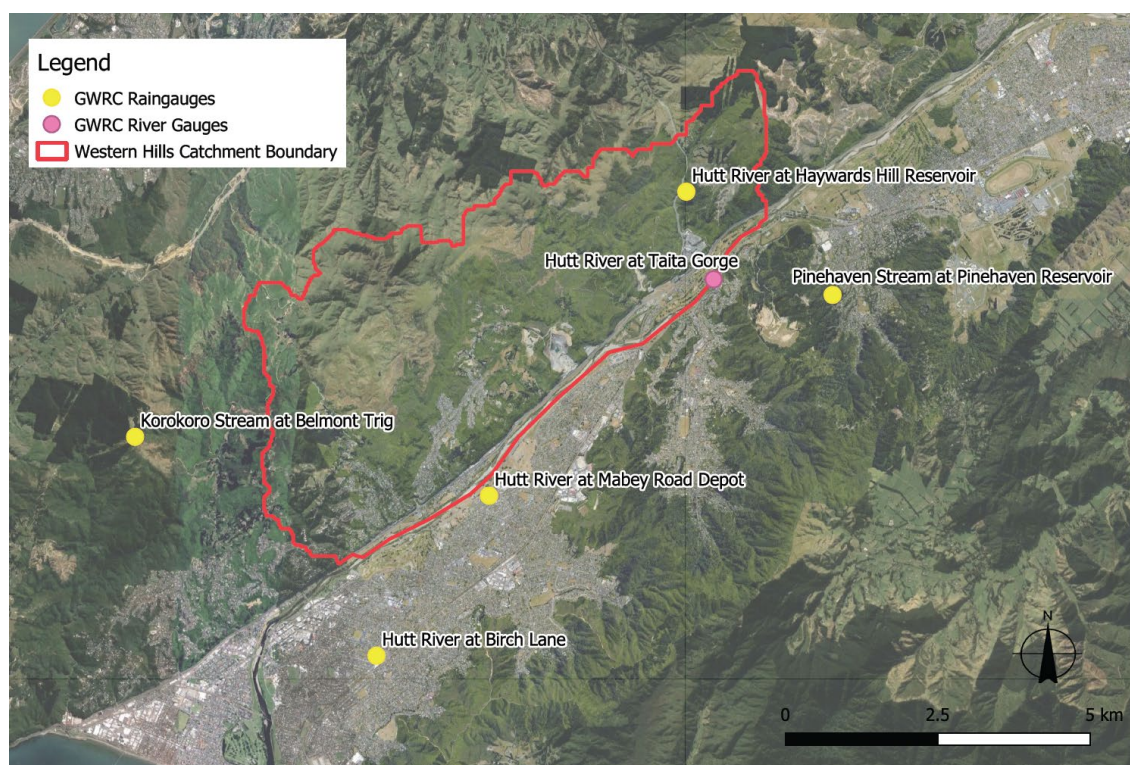 Legend
GWRC Raingauges
GWRC River Gauges
Western Hills Catchment Boundary
Hutt River at Haywards Hill Reservoir
Hutt River at Taita Gorge
Pinehaven Stream at Pinehaven Reservoir
Korokoro Stream at Belmont Trig
Hutt River at Mabey Road Depot
Hutt River at Birch Lane
N
0 2.5 5 km